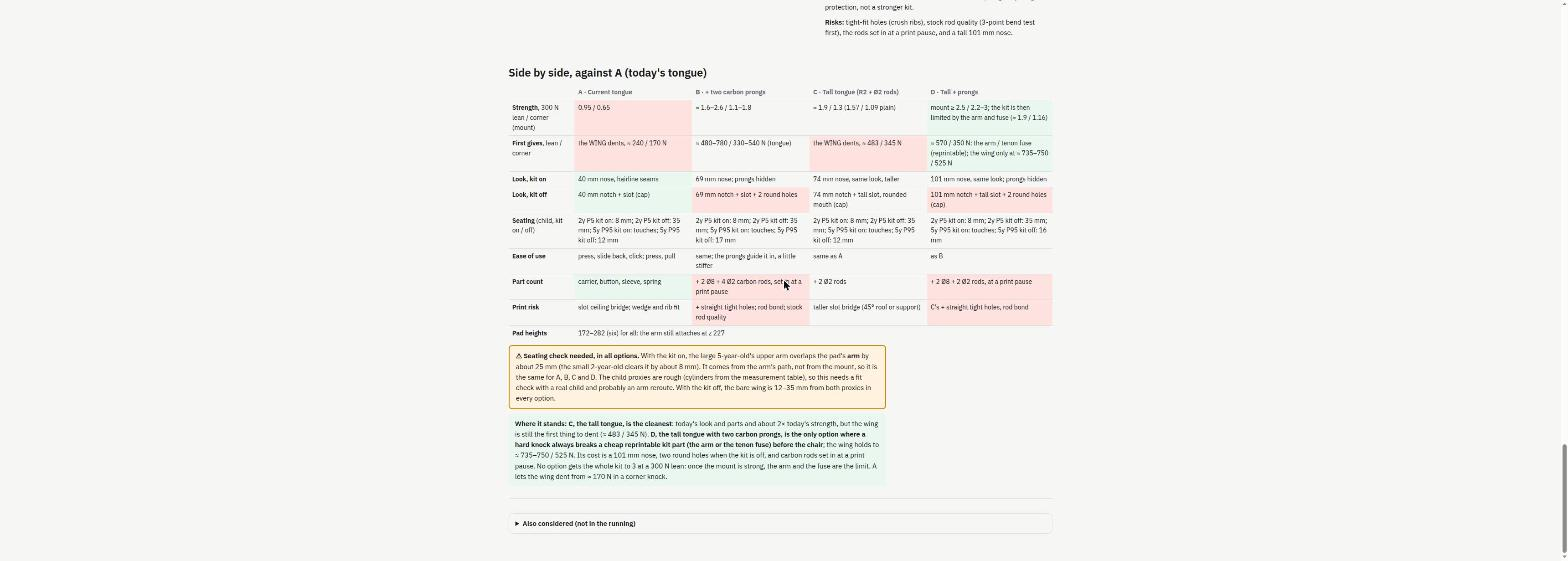 protection, not a stronger kit.
Risks: tight-fit holes (crush ribs), stock rod quality (3-point bend test
first), the rods set in at a print pause, and a tall 101 mm nose.
Side by side, against A (today's tongue)
A · Current tongue B · + two carbon prongs C · Tall tongue (R2 + Ø2 rods) D · Tall + prongs
Strength, 300 N lean / corner (mount) 0.95 / 0.65 ≈ 1.6–2.6 / 1.1–1.8 ≈ 1.9 / 1.3 (1.57 / 1.09 plain) mount ≥ 2.5 / 2.2–3; the kit is then limited by the arm and fuse (≈ 1.9 / 1.16)
First gives, lean / corner the WING dents, ≈ 240 / 170 N ≈ 480–780 / 330–540 N (tongue) the WING dents, ≈ 483 / 345 N ≈ 570 / 350 N: the arm / tenon fuse (reprintable); the wing only at ≈ 735–750 / 525 N
Look, kit on 40 mm nose, hairline seams 69 mm nose; prongs hidden 74 mm nose, same look, taller 101 mm nose, same look; prongs hidden
Look, kit off 40 mm notch + slot (cap) 69 mm notch + slot + 2 round holes 74 mm notch + tall slot, rounded mouth (cap) 101 mm notch + tall slot + 2 round holes (cap)
Seating (child, kit on / off) 2y P5 kit on: 8 mm; 2y P5 kit off: 35 mm; 5y P95 kit on: touches; 5y P95 kit off: 12 mm 2y P5 kit on: 8 mm; 2y P5 kit off: 35 mm; 5y P95 kit on: touches; 5y P95 kit off: 17 mm 2y P5 kit on: 8 mm; 2y P5 kit off: 35 mm; 5y P95 kit on: touches; 5y P95 kit off: 12 mm 2y P5 kit on: 8 mm; 2y P5 kit off: 35 mm; 5y P95 kit on: touches; 5y P95 kit off: 16 mm
Ease of use press, slide back, click; press, pull same; the prongs guide it in, a little stiffer same as A as B
Part count carrier, button, sleeve, spring + 2 Ø8 + 4 Ø2 carbon rods, set in at a print pause + 2 Ø2 rods + 2 Ø8 + 2 Ø2 rods, at a print pause
Print risk slot ceiling bridge; wedge and rib fit + straight tight holes; rod bond; stock rod quality taller slot bridge (45° roof or support) C's + straight tight holes, rod bond
Pad heights 172–282 (six) for all: the arm still attaches at z 227
⚠ Seating check needed, in all options. With the kit on, the large 5-year-old's upper arm overlaps the pad's arm by
about 25 mm (the small 2-year-old clears it by about 8 mm). It comes from the arm's path, not from the mount, so it is
the same for A, B, C and D. The child proxies are rough (cylinders from the measurement table), so this needs a fit
check with a real child and probably an arm reroute. With the kit off, the bare wing is 12–35 mm from both proxies in
every option.
Where it stands: C, the tall tongue, is the cleanest: today's look and parts and about 2× today's strength, but the wing
is still the first thing to dent (≈ 483 / 345 N). D, the tall tongue with two carbon prongs, is the only option where a
hard knock always breaks a cheap reprintable kit part (the arm or the tenon fuse) before the chair; the wing holds to
≈ 735–750 / 525 N. Its cost is a 101 mm nose, two round holes when the kit is off, and carbon rods set in at a print
pause. No option gets the whole kit to 3 at a 300 N lean: once the mount is strong, the arm and the fuse are the limit. A
lets the wing dent from ≈ 170 N in a corner knock.
▶ Also considered (not in the running)